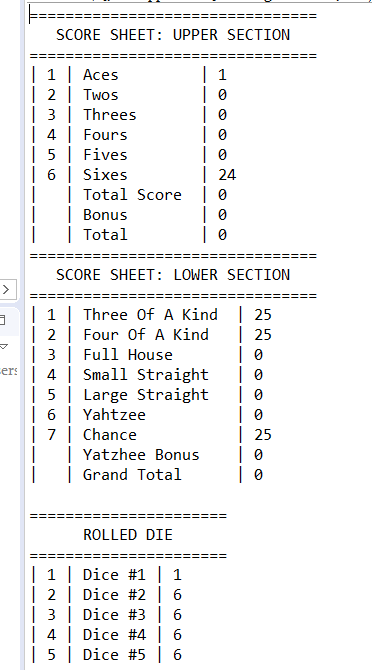 ===============================
SCORE SHEET: UPPER SECTION
===============================
| 1 | Aces | 1
| 2 | Twos | 0
| 3 | Threes | 0
| 4 | Fours | 0
| 5 | Fives | 0
| 6 | Sixes | 24
| | Total Score | 0
| | Bonus | 0
| | Total | 0
================================
SCORE SHEET: LOWER SECTION
================================
| 1 | Three Of A Kind | 25
| 2 | Four Of A Kind | 25
| 3 | Full House | 0
| 4 | Small Straight | 0
| 5 | Large Straight | 0
| 6 | Yahtzee | 0
| 7 | Chance | 25
| | Yatzhee Bonus | 0
| | Grand Total | 0
======================
ROLLED DIE
======================
| 1 | Dice #1 | 1
| 2 | Dice #2 | 6
| 3 | Dice #3 | 6
| 4 | Dice #4 | 6
| 5 | Dice #5 | 6